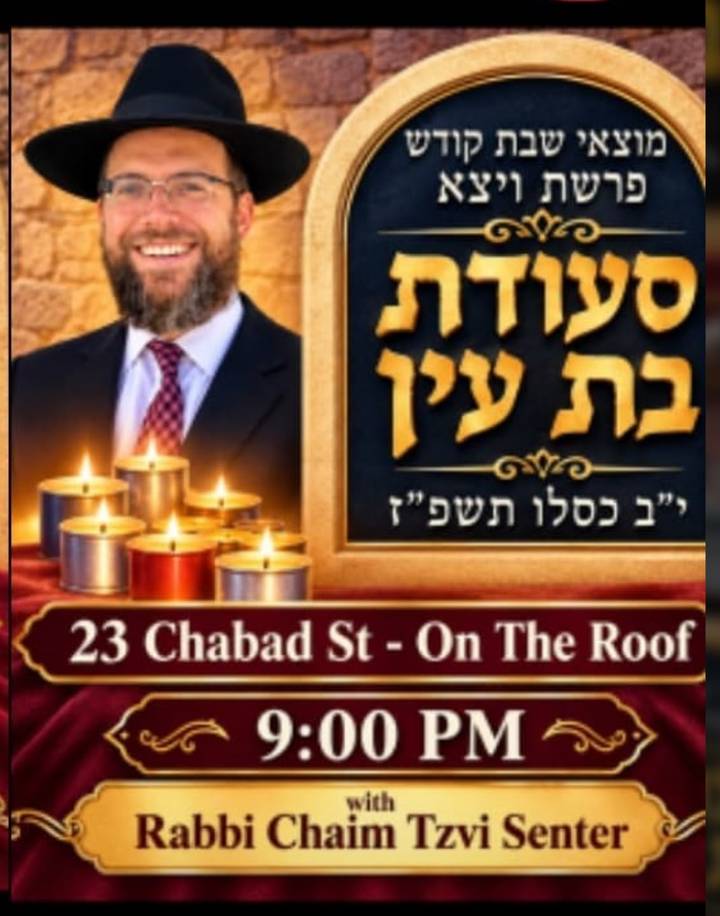 מוצאי שבת קודש
פרשת ויצא
סעודת
בת עין
י"ב כסלו תשפ"ז
23 Chabad St - On The Roof
9:00 PM
with
Rabbi Chaim Tzvi Senter